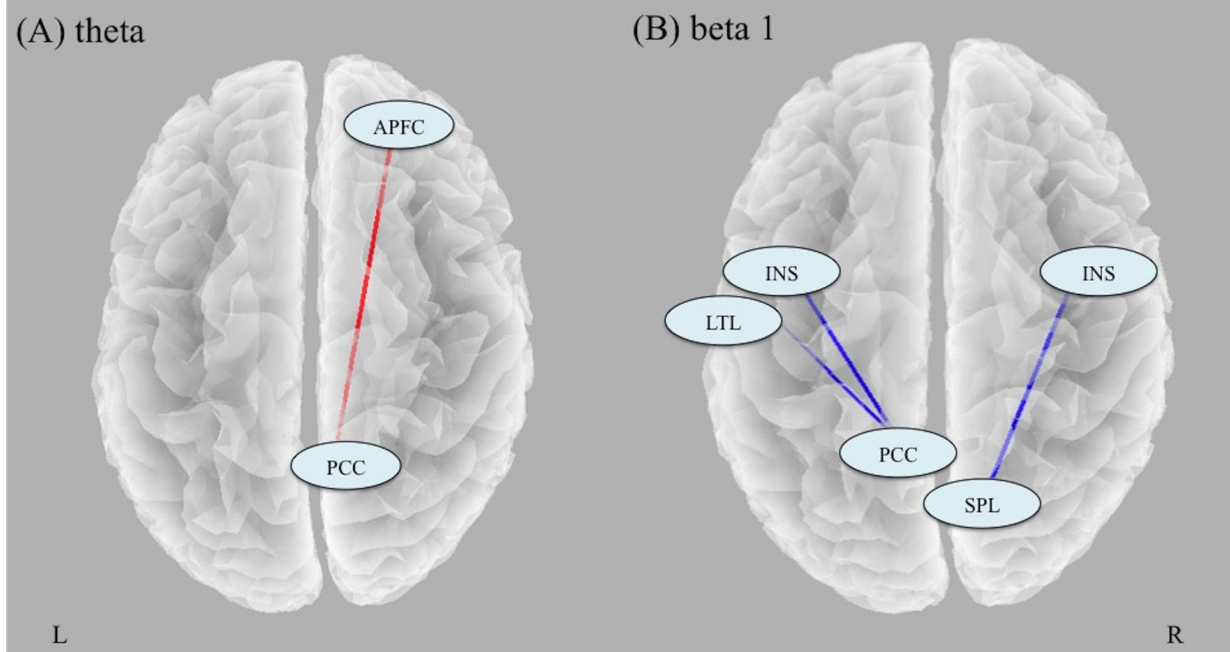 (A) theta
(B) beta 1
APFC
PCC
INS
INS
LTL
PCC
SPL
L
R